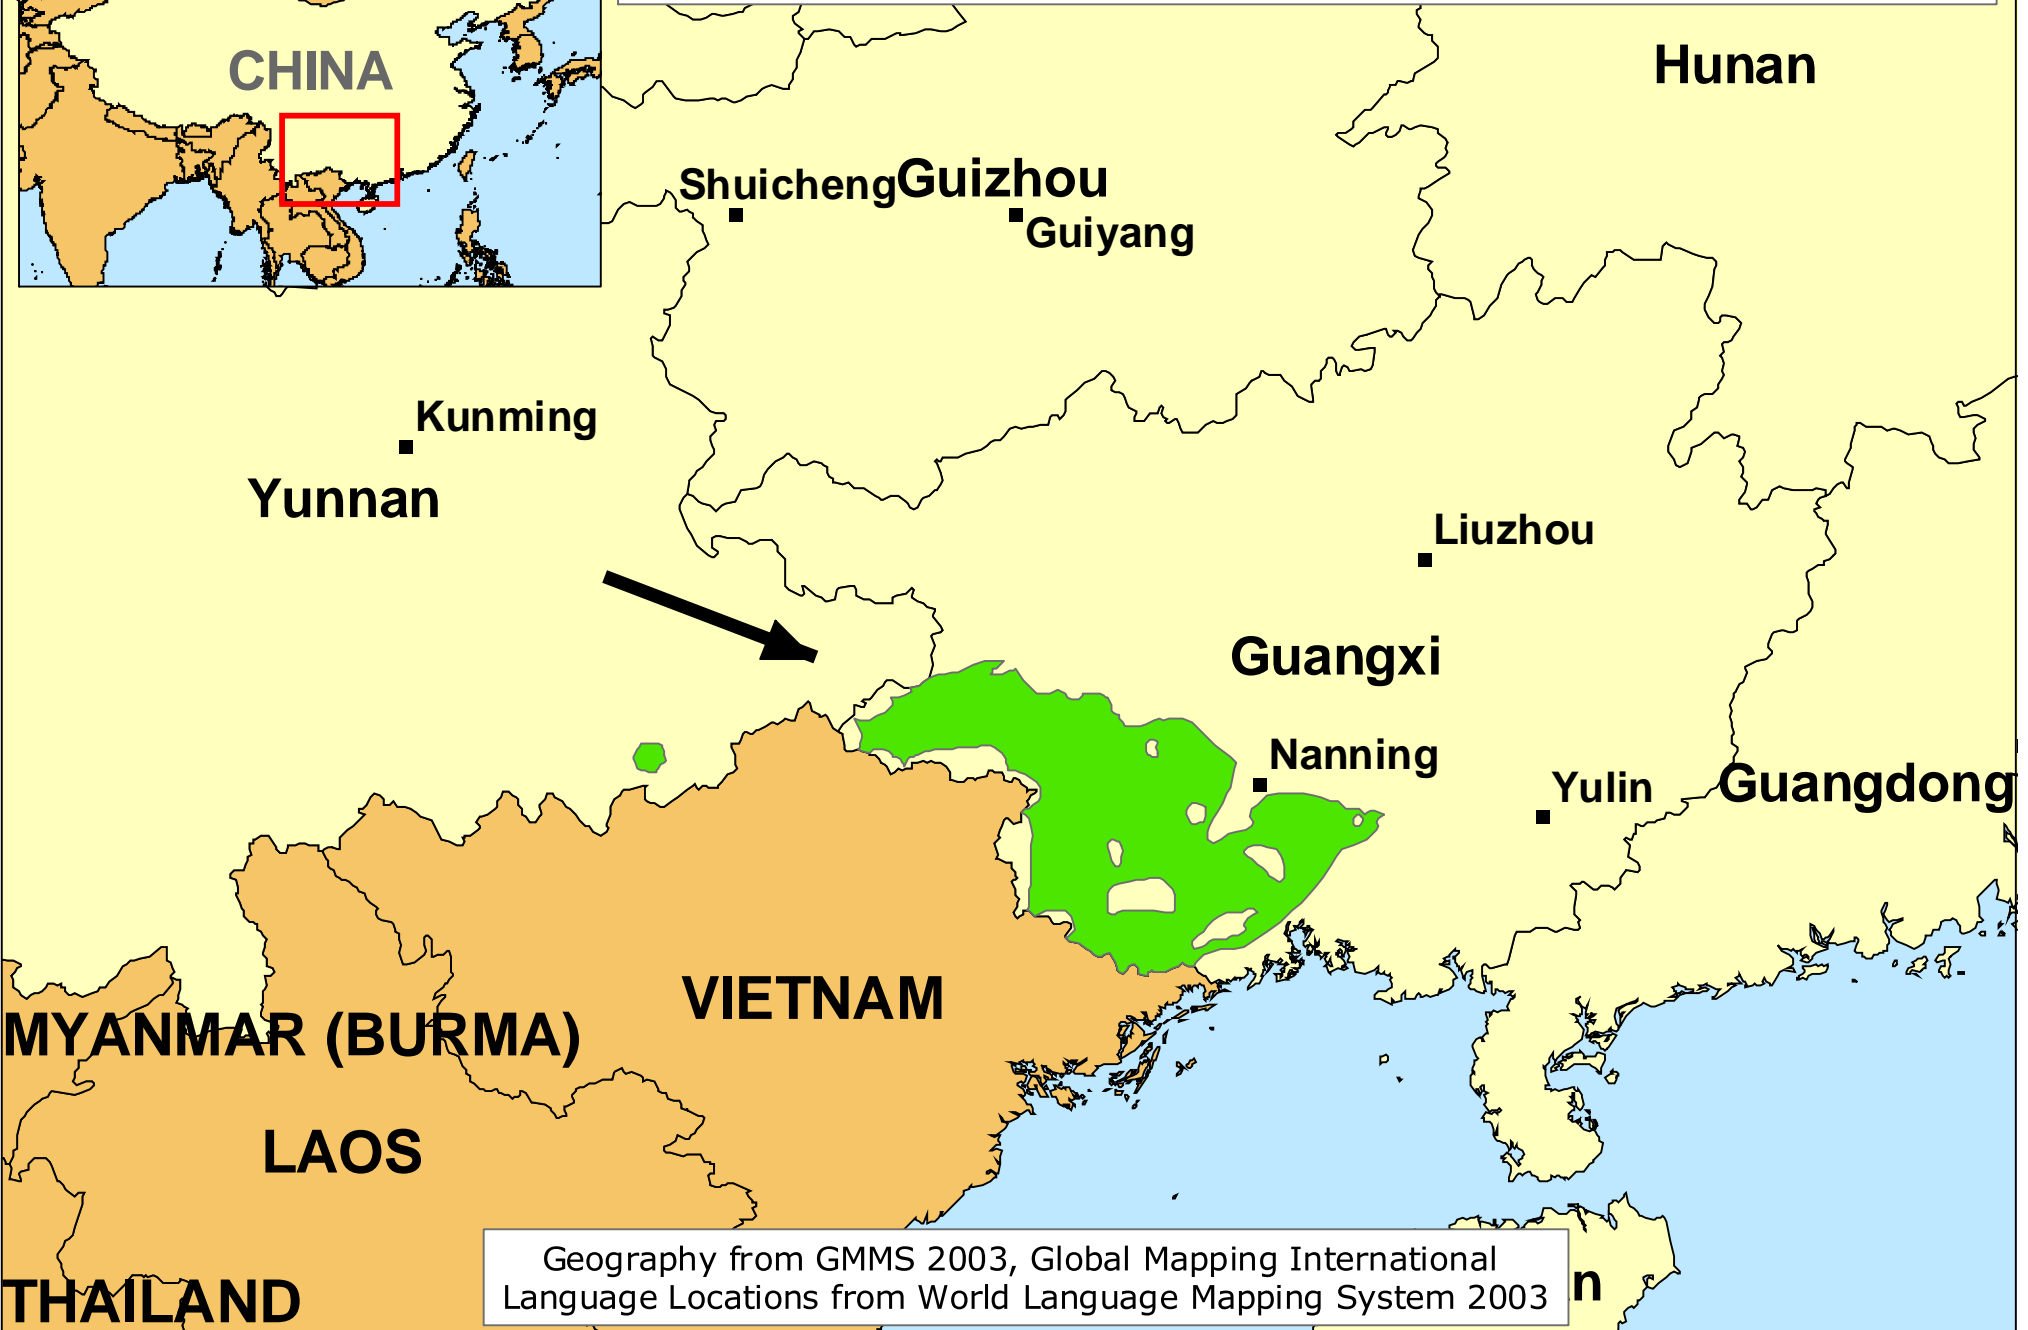 CHINA
Hunan
Shuicheng
Guizhou
Guiyang
Kunming
Yunnan
Liuzhou
Guangxi
Nanning
Yulin
Guangdong
VIETNAM
MYANMAR (BURMA)
LAOS
THAILAND
Geography from GMMS 2003, Global Mapping International
Language Locations from World Language Mapping System 2003
n